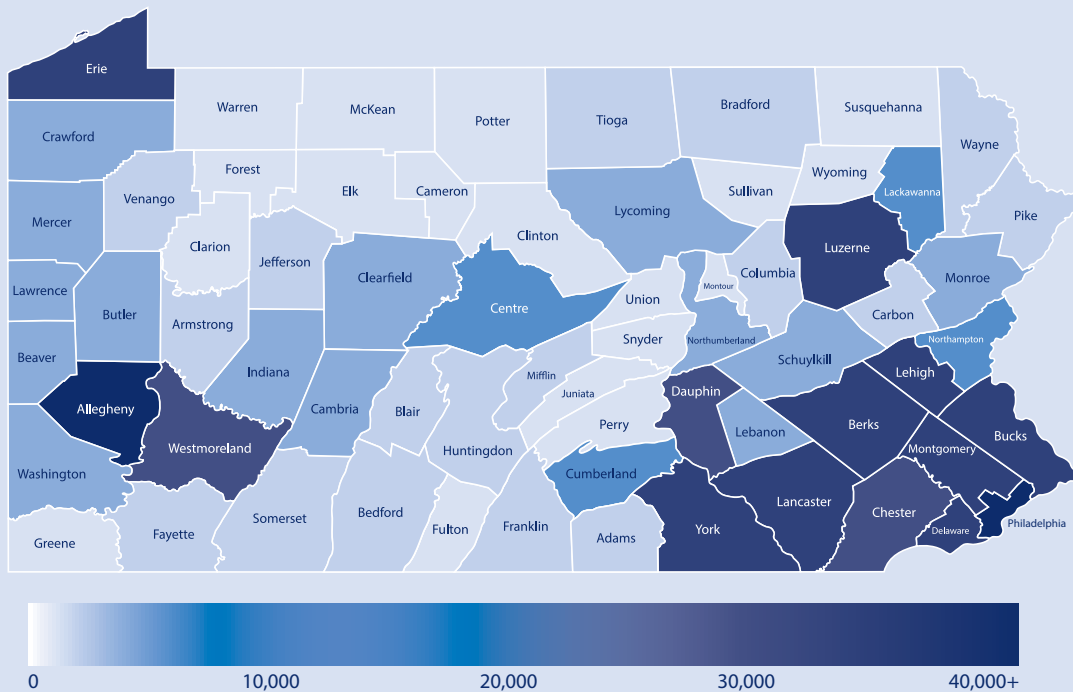 Erie
Warren
McKean
Potter
Tioga
Bradford
Susquehanna
Crawford
Wayne
Forest
Wyoming
Venango
Elk
Cameron
Sullivan
Lackawanna
Mercer
Lycoming
Pike
Clarion
Clinton
Luzerne
Jefferson
Clearfield
Columbia
Monroe
Lawrence
Montour
Butler
Centre
Union
Carbon
Armstrong
Snyder
Northumberland
Northampton
Beaver
Schuylkill
Indiana
Mifflin
Lehigh
Juniata
Dauphin
Allegheny
Cambria
Blair
Perry
Lebanon
Berks
Bucks
Westmoreland
Huntingdon
Montgomery
Washington
Cumberland
Lancaster
Chester
Somerset
Bedford
Philadelphia
Fayette
Fulton
Franklin
York
Delaware
Greene
Adams
0
10,000
20,000
30,000
40,000+